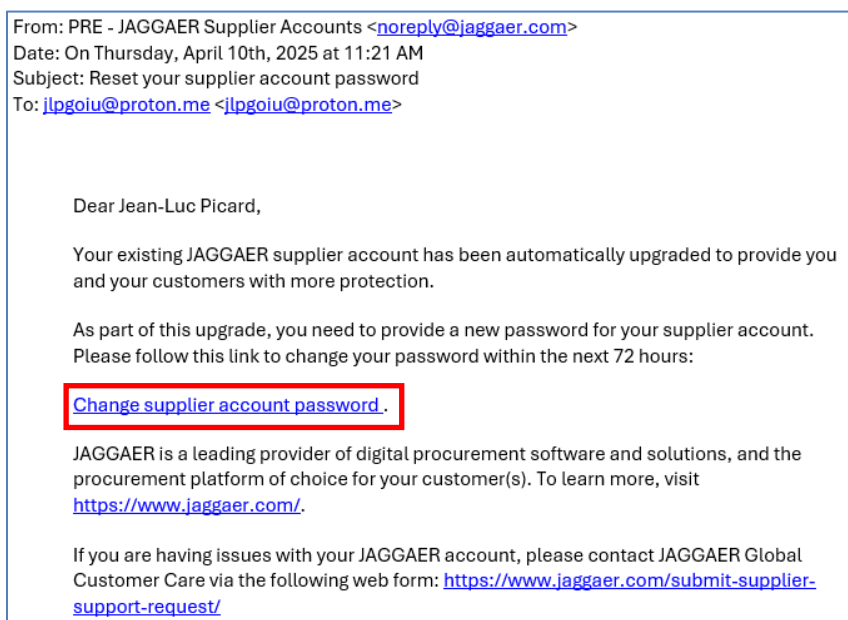 From: PRE - JAGGAER Supplier Accounts <noreply@jaggaer.com>
Date: On Thursday, April 10th, 2025 at 11:21 AM
Subject: Reset your supplier account password
To: jlpgoiu@proton.me <jlpgoiu@proton.me>
Dear Jean-Luc Picard,
Your existing JAGGAER supplier account has been automatically upgraded to provide you
and your customers with more protection.
As part of this upgrade, you need to provide a new password for your supplier account.
Please follow this link to change your password within the next 72 hours:
Change supplier account password .
JAGGAER is a leading provider of digital procurement software and solutions, and the
procurement platform of choice for your customer(s). To learn more, visit
https://www.jaggaer.com/.
If you are having issues with your JAGGAER account, please contact JAGGAER Global
Customer Care via the following web form: https://www.jaggaer.com/submit-supplier-
support-request/